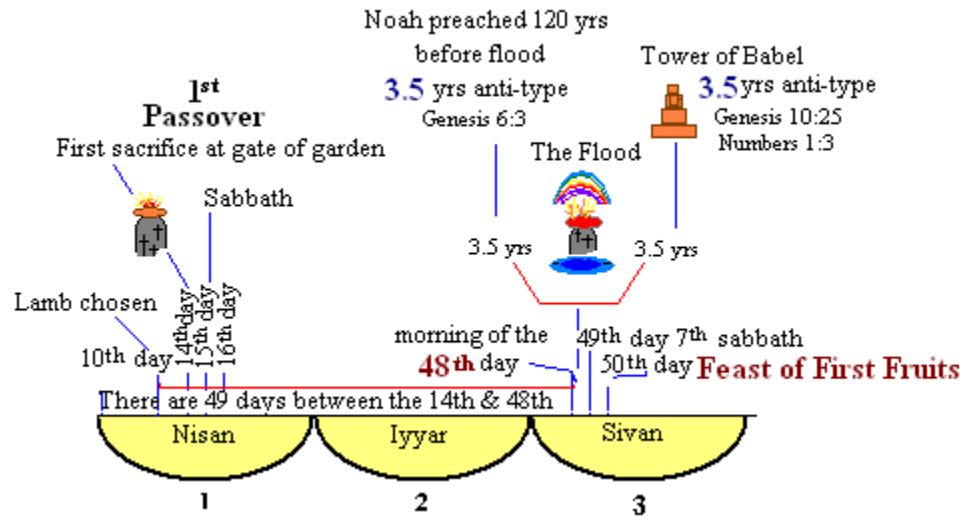 Noah preached 120 yrs
before flood
3.5 yrs anti-type
Genesis 6:3
Tower of Babel
3.5 yrs anti-type
Genesis 10:25
Numbers 1:3
1st
Passover
First sacrifice at gate of garden
The Flood
Sabbath
3.5 yrs
3.5 yrs
Lamb chosen
10th day
14th day
15th day
16th day
morning of the
48th day
49th day 7th sabbath
50th day Feast of First Fruits
There are 49 days between the 14th & 48th
Nisan
Iyyar
Sivan
1
2
3